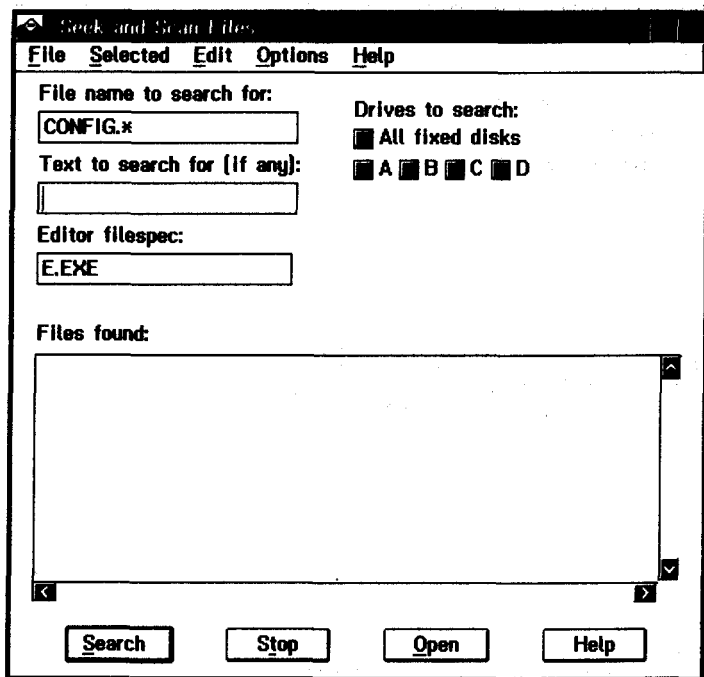 Seek and Scan Files
File Selected Edit Options Help
File name to search for:
CONFIG.*
Text to search for (if any):
Editor filespec:
E.EXE
Drives to search:
All fixed disks
A B C D
Files found:
Search Stop Open Help